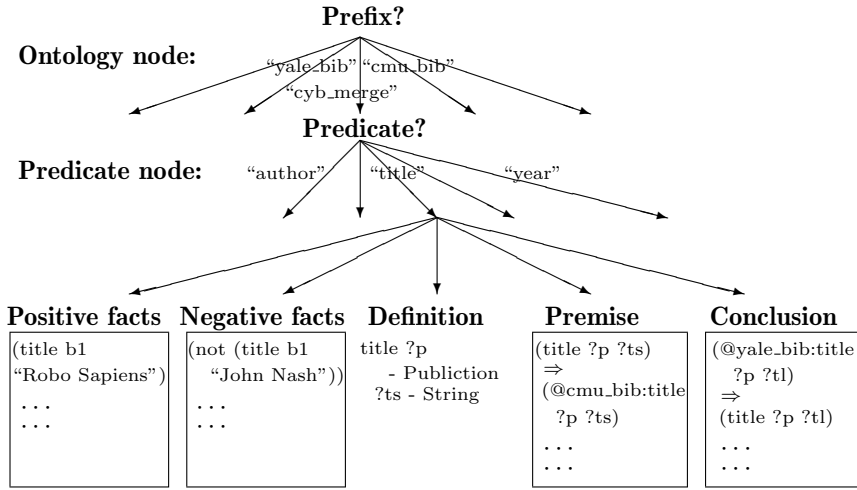 Prefix?
Ontology node:
“yale_bib” “cmu_bib”
“cyb_merge”
Predicate?
Predicate node:
“author” “title” “year”
Positive facts
(title b1
“Robo Sapiens”)
. . .
. . .
Negative facts
(not (title b1
“John Nash”))
. . .
. . .
Definition
title ?p
- Publiction
?ts - String
Premise
(title ?p ?ts)
⇒
(@cmu_bib:title
?p ?ts)
. . .
. . .
Conclusion
(@yale_bib:title
?p ?tl)
⇒
(title ?p ?tl)
. . .
. . .